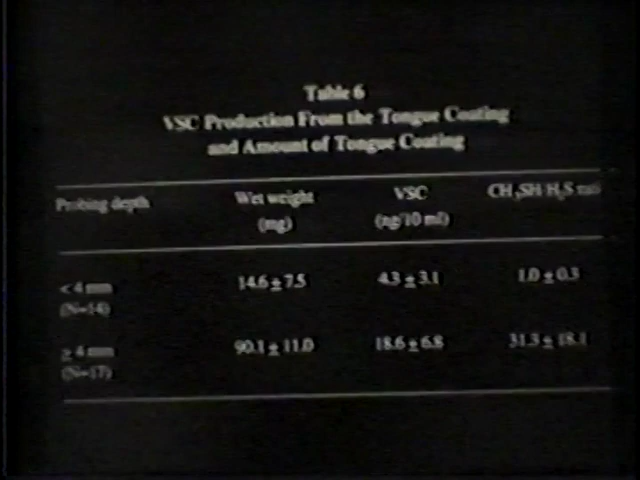 Table 6
VSC Production From the Tongue Coating
and Amount of Tongue Coating
Probing depth Wet weight VSC CH₃SH/H₂S ratio
(mg) (ng/10 ml)
< 4 mm 14.6 ± 7.5 4.3 ± 3.1 1.0 ± 0.3
(N=14)
≥ 4 mm 90.1 ± 11.0 18.6 ± 6.8 31.3 ± 18.1
(N=17)